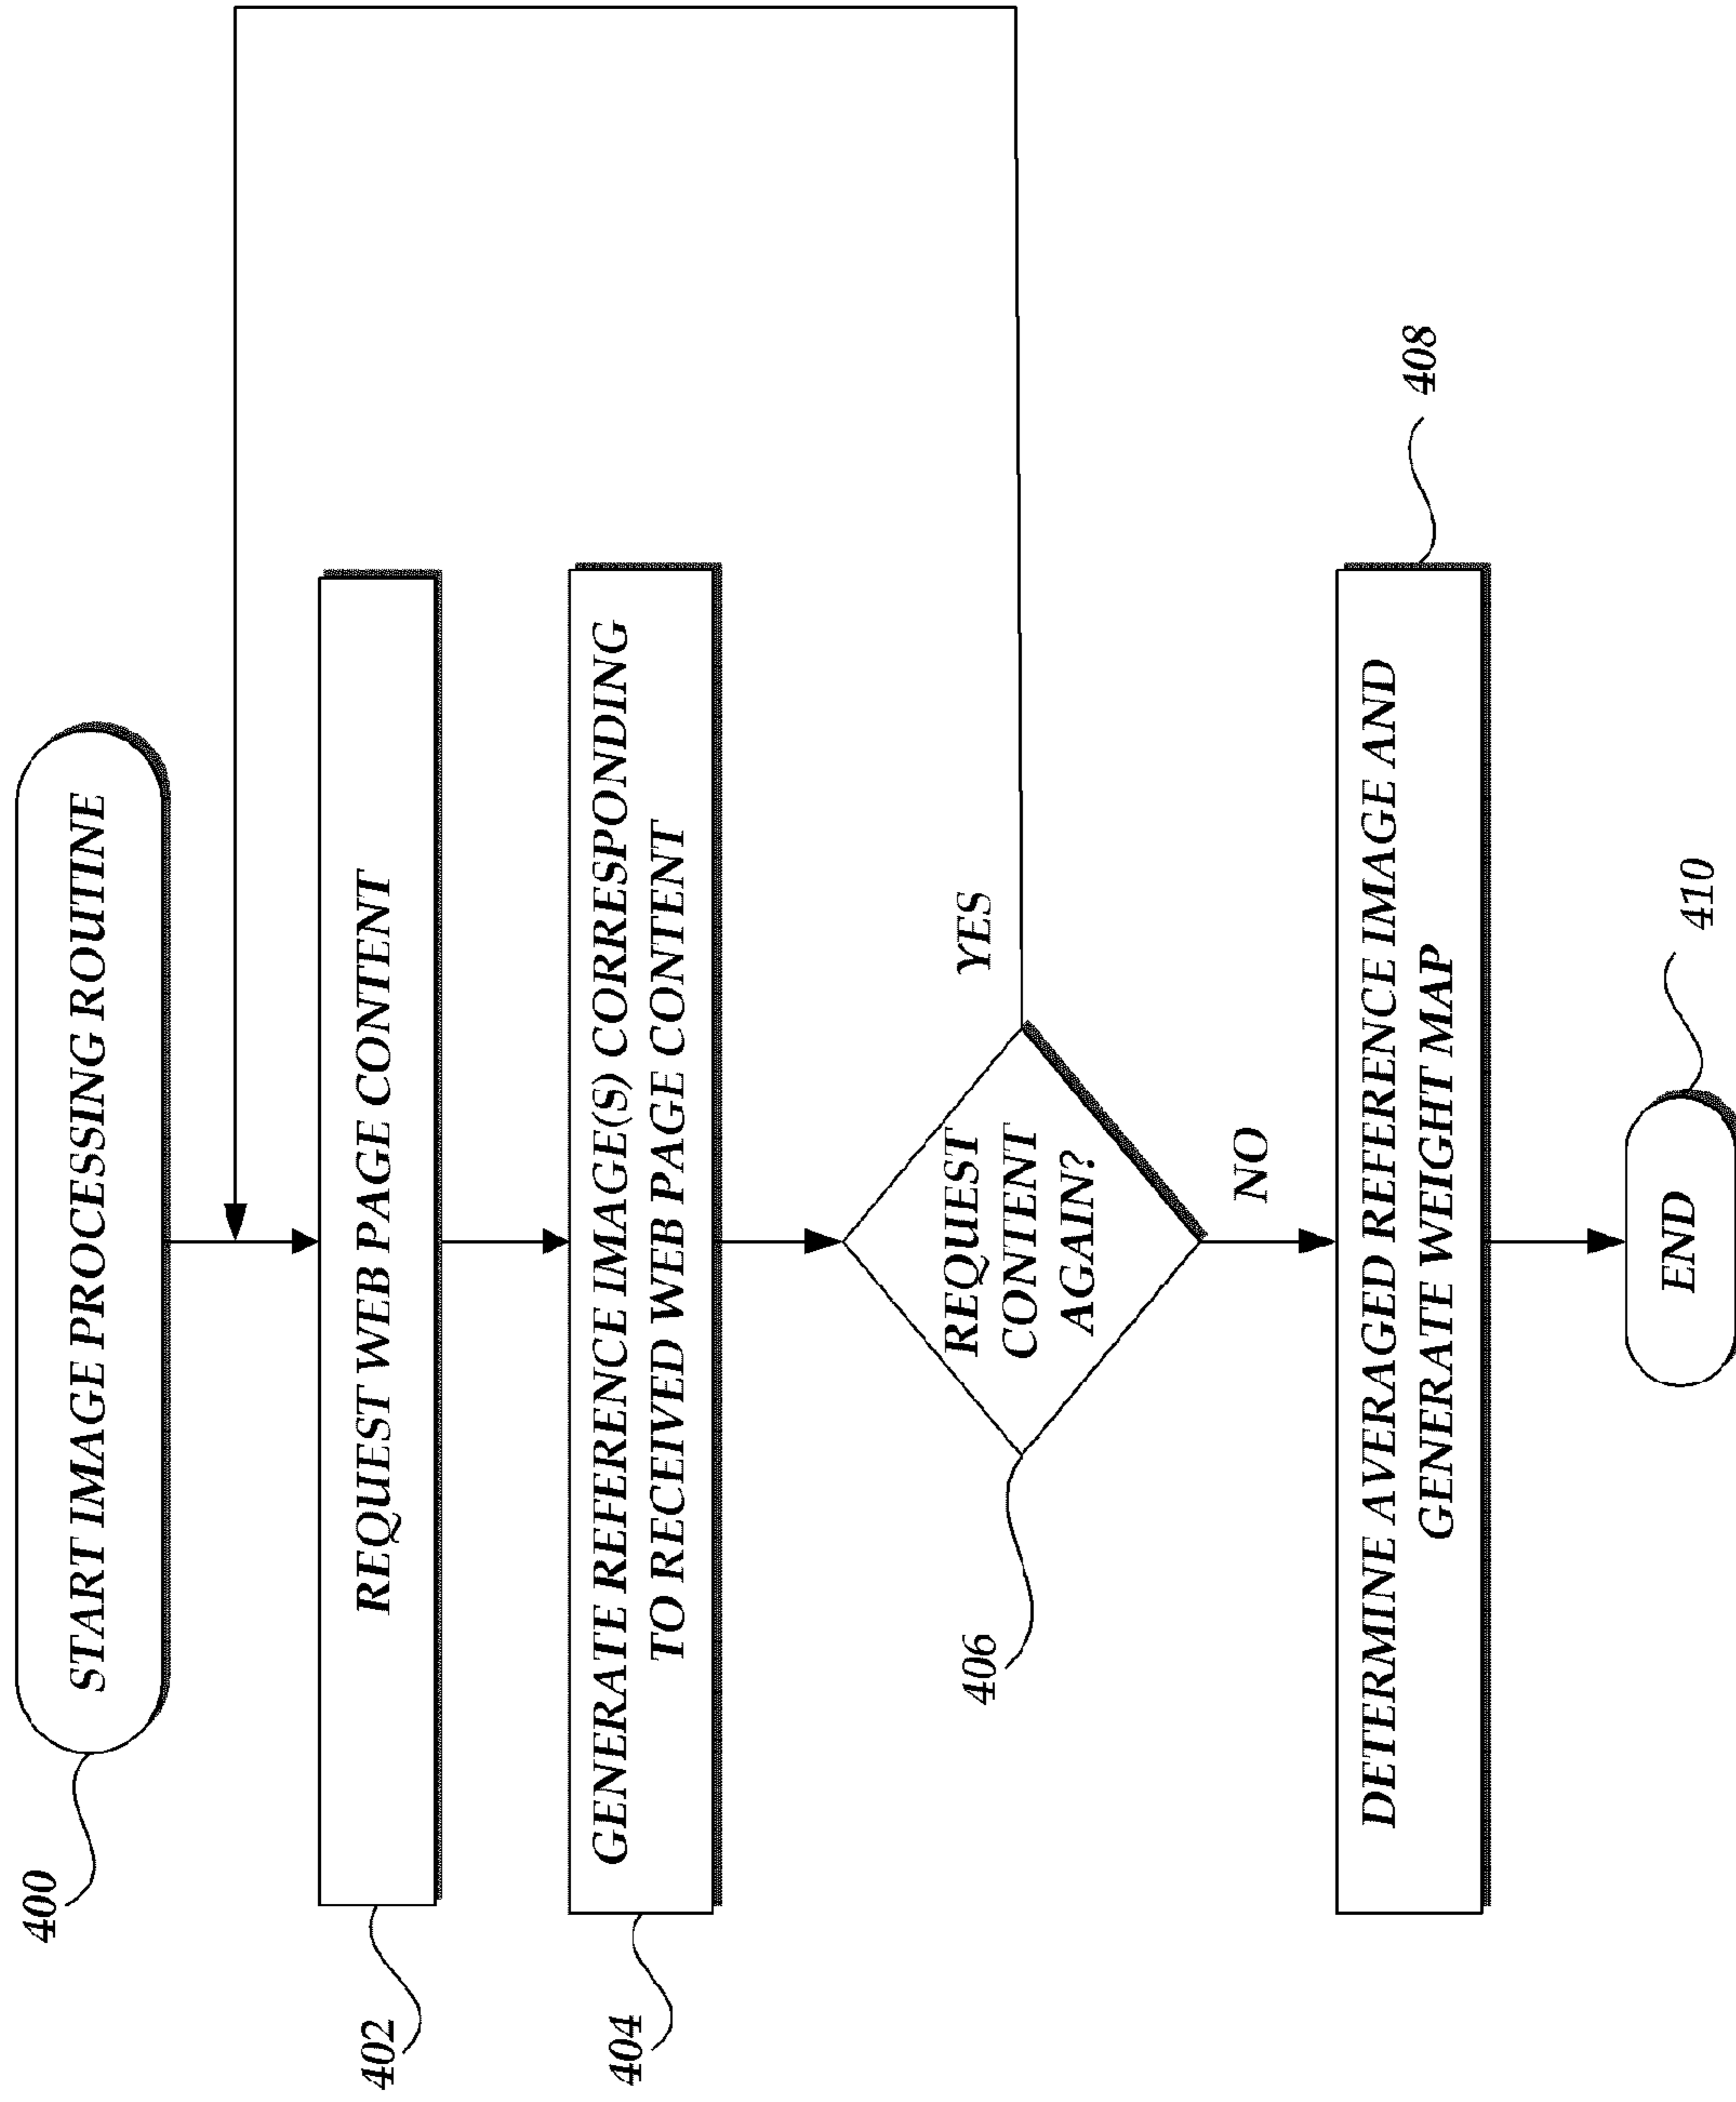 400
START IMAGE PROCESSING ROUTINE
402
REQUEST WEB PAGE CONTENT
404
GENERATE REFERENCE IMAGE(S) CORRESPONDING
TO RECEIVED WEB PAGE CONTENT
406
REQUEST
CONTENT
AGAIN?
YES
NO
DETERMINE AVERAGED REFERENCE IMAGE AND
GENERATE WEIGHT MAP
408
END
410